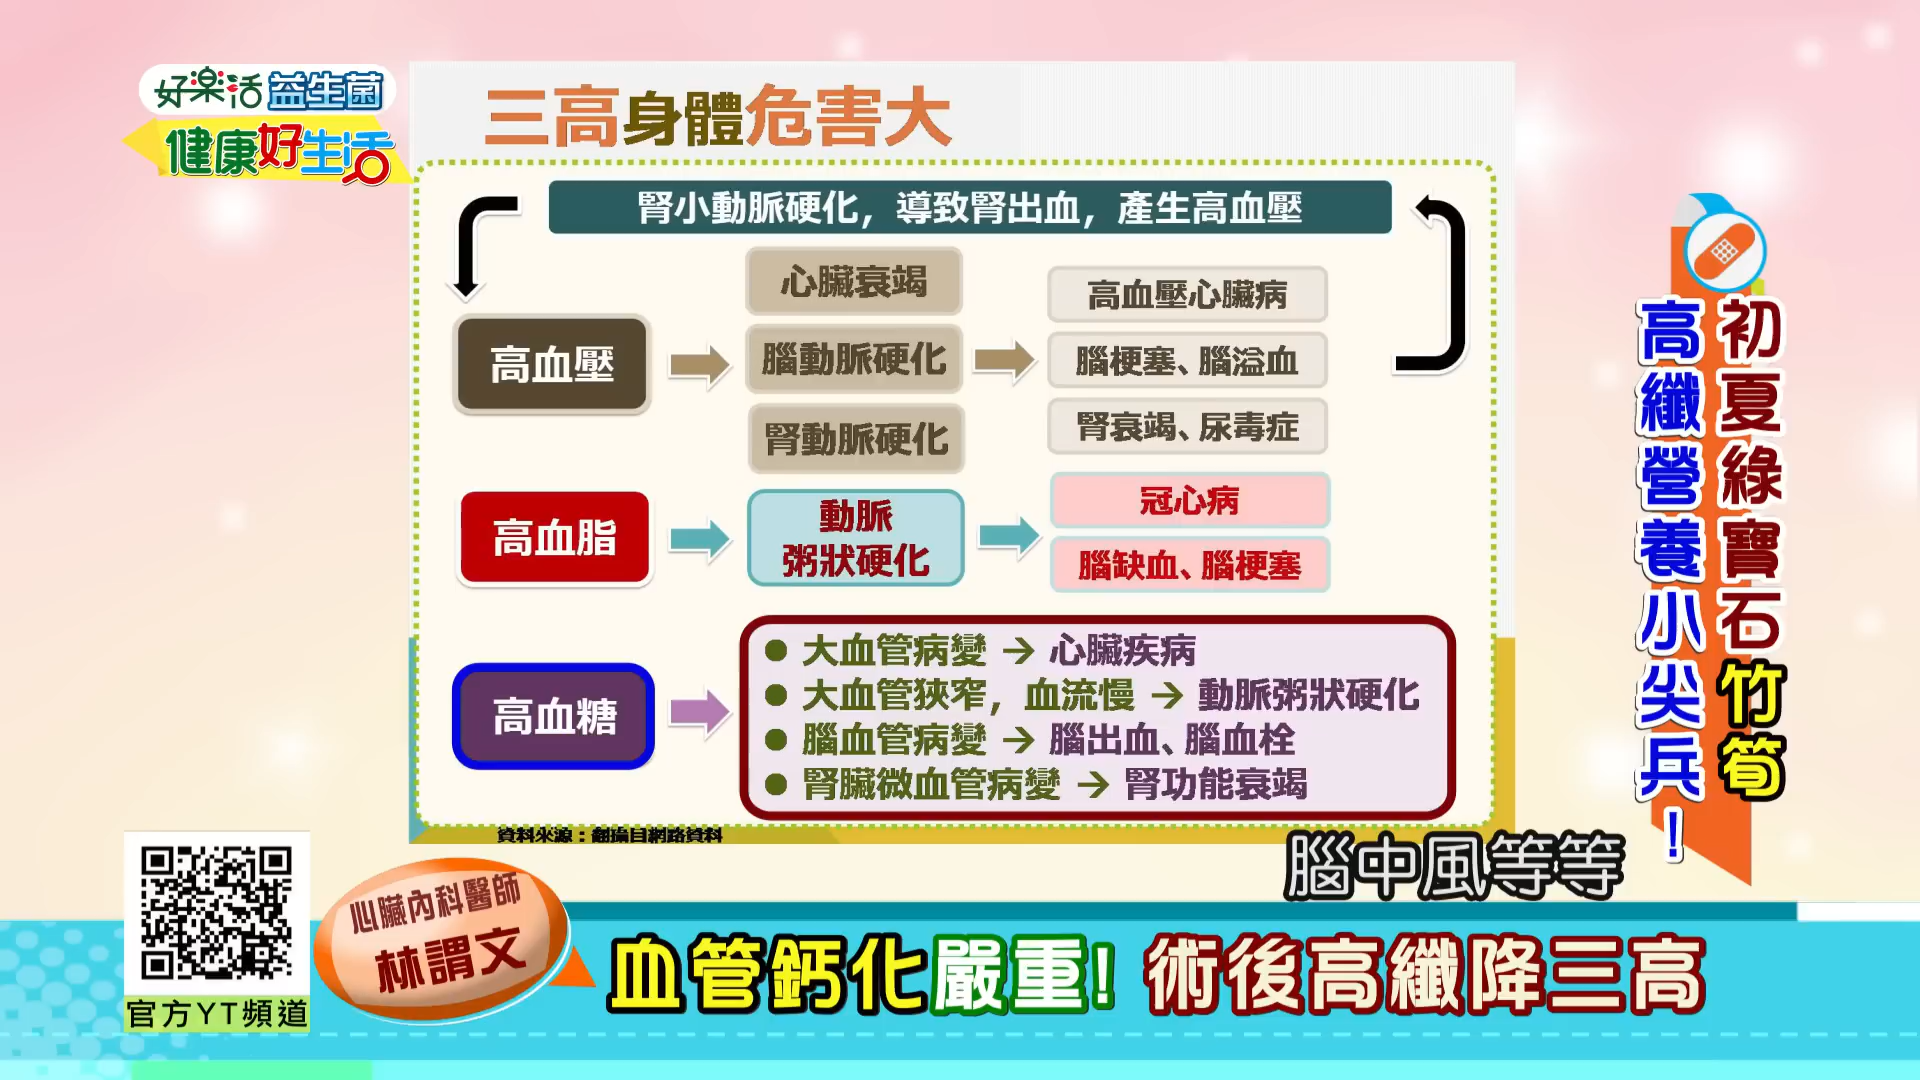 好樂活益生菌
健康好生活
三高身體危害大
腎小動脈硬化，導致腎出血，產生高血壓
高血壓
心臟衰竭
腦動脈硬化
腎動脈硬化
高血壓心臟病
腦梗塞、腦溢血
腎衰竭、尿毒症
高血脂
動脈
粥狀硬化
冠心病
腦缺血、腦梗塞
高血糖
● 大血管病變 → 心臟疾病
● 大血管狹窄，血流慢 → 動脈粥狀硬化
● 腦血管病變 → 腦出血、腦血栓
● 腎臟微血管病變 → 腎功能衰竭
資料來源：翻攝自網路資料
初夏綠寶石竹筍
高纖營養小尖兵！
腦中風等等
官方YT頻道
心臟內科醫師
林謂文
血管鈣化嚴重！術後高纖降三高